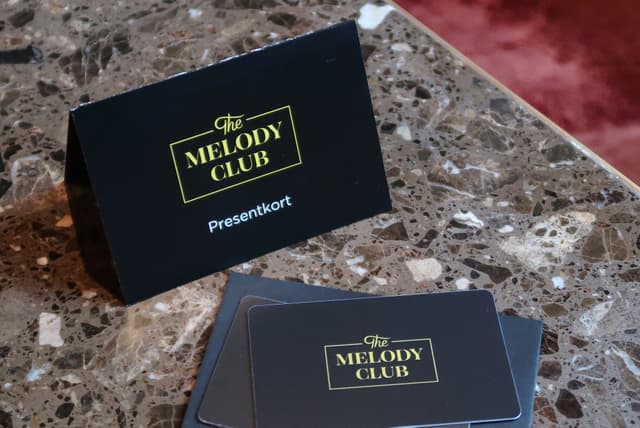 The
MELODY
CLUB
Presentkort
The
MELODY
CLUB